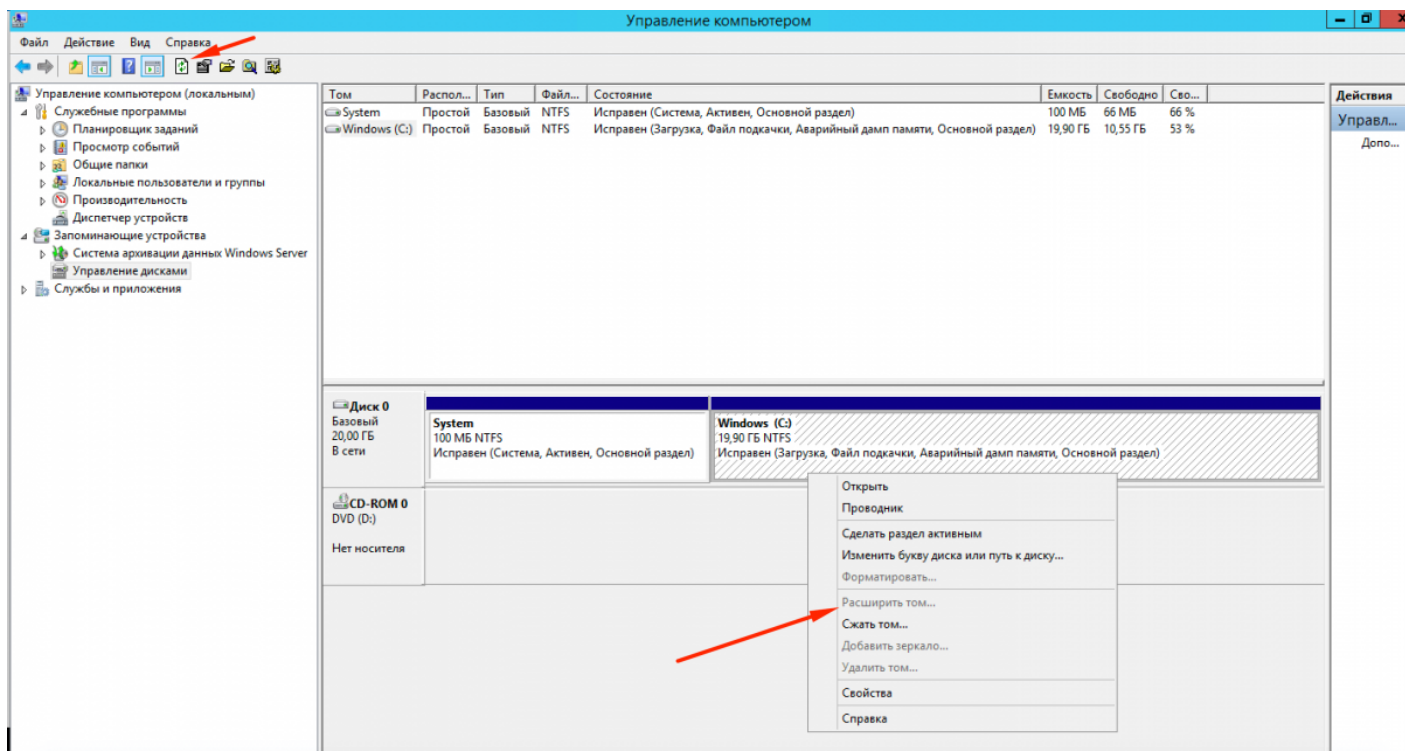 Управление компьютером
Файл Действие Вид Справка
Управление компьютером (локальным)
Служебные программы
Планировщик заданий
Просмотр событий
Общие папки
Локальные пользователи и группы
Производительность
Диспетчер устройств
Запоминающие устройства
Система архивации данных Windows Server
Управление дисками
Службы и приложения
Том Распол... Тип Файл... Состояние Емкость Свободно Сво...
System Простой Базовый NTFS Исправен (Система, Активен, Основной раздел) 100 МБ 66 МБ 66 %
Windows (C:) Простой Базовый NTFS Исправен (Загрузка, Файл подкачки, Аварийный дамп памяти, Основной раздел) 19,90 ГБ 10,55 ГБ 53 %
Действия
Управл...
Допо...
Диск 0
Базовый
20,00 ГБ
В сети
System
100 МБ NTFS
Исправен (Система, Активен, Основной раздел)
Windows (C:)
19,90 ГБ NTFS
Исправен (Загрузка, Файл подкачки, Аварийный дамп памяти, Основной раздел)
CD-ROM 0
DVD (D:)
Нет носителя
Открыть
Проводник
Сделать раздел активным
Изменить букву диска или путь к диску...
Форматировать...
Расширить том...
Сжать том...
Добавить зеркало...
Удалить том...
Свойства
Справка